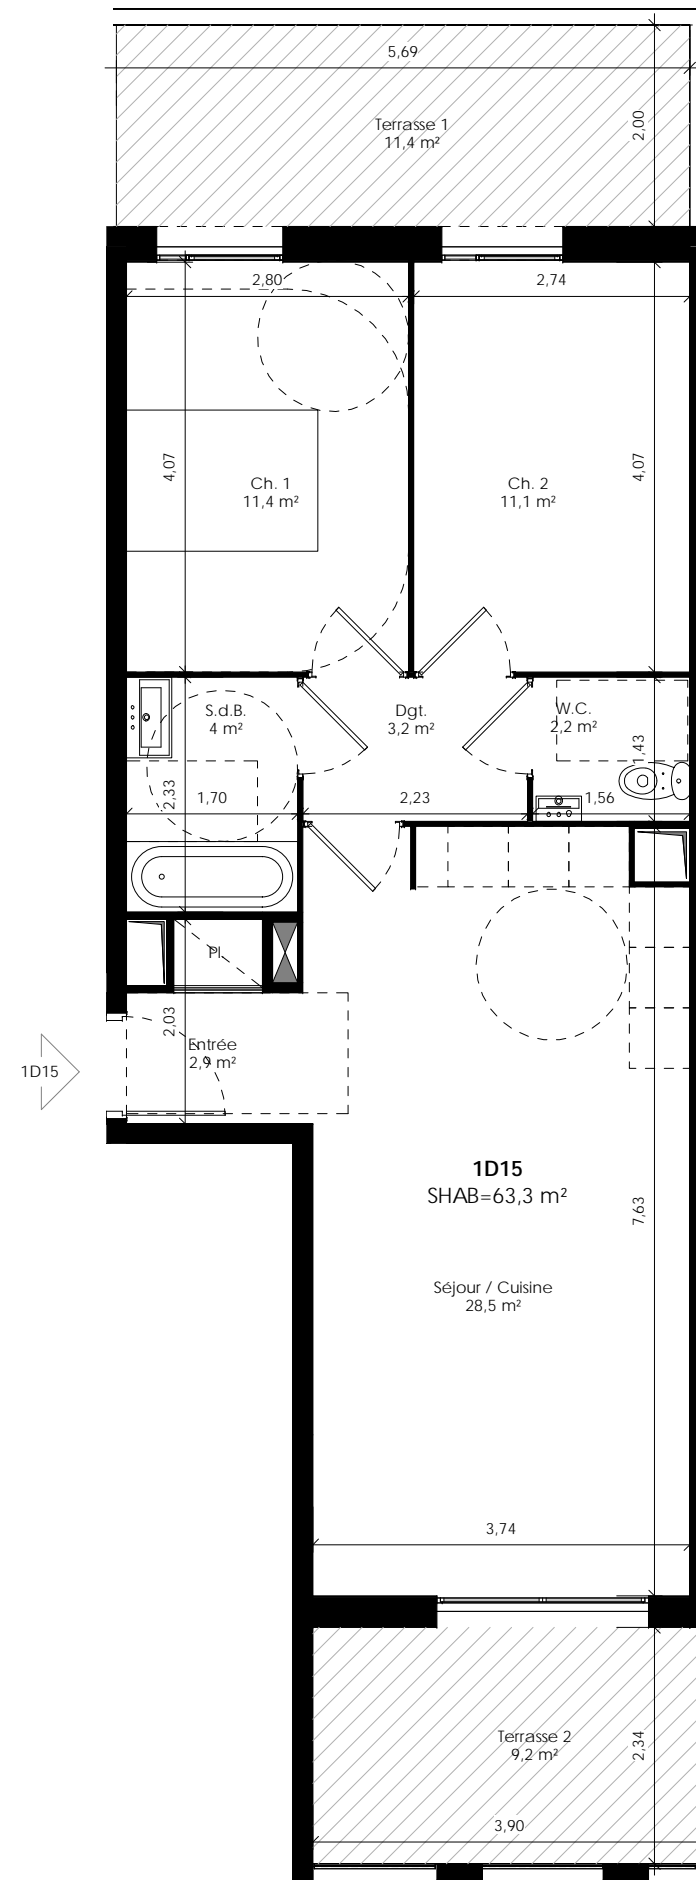 5,69
Terrasse 1
11,4 m²
2,00
2,80
2,74
4,07
4,07
Ch. 1
11,4 m²
Ch. 2
11,1 m²
S.d.B.
4 m²
Dgt.
3,2 m²
W.C.
2,2 m²
,43
2,33
1,70
2,23
1,56
Pl.
2,03
Entrée
2,9 m²
1D15
1D15
SHAB=63,3 m²
7,63
Séjour / Cuisine
28,5 m²
3,74
Terrasse 2
9,2 m²
2,34
3,90